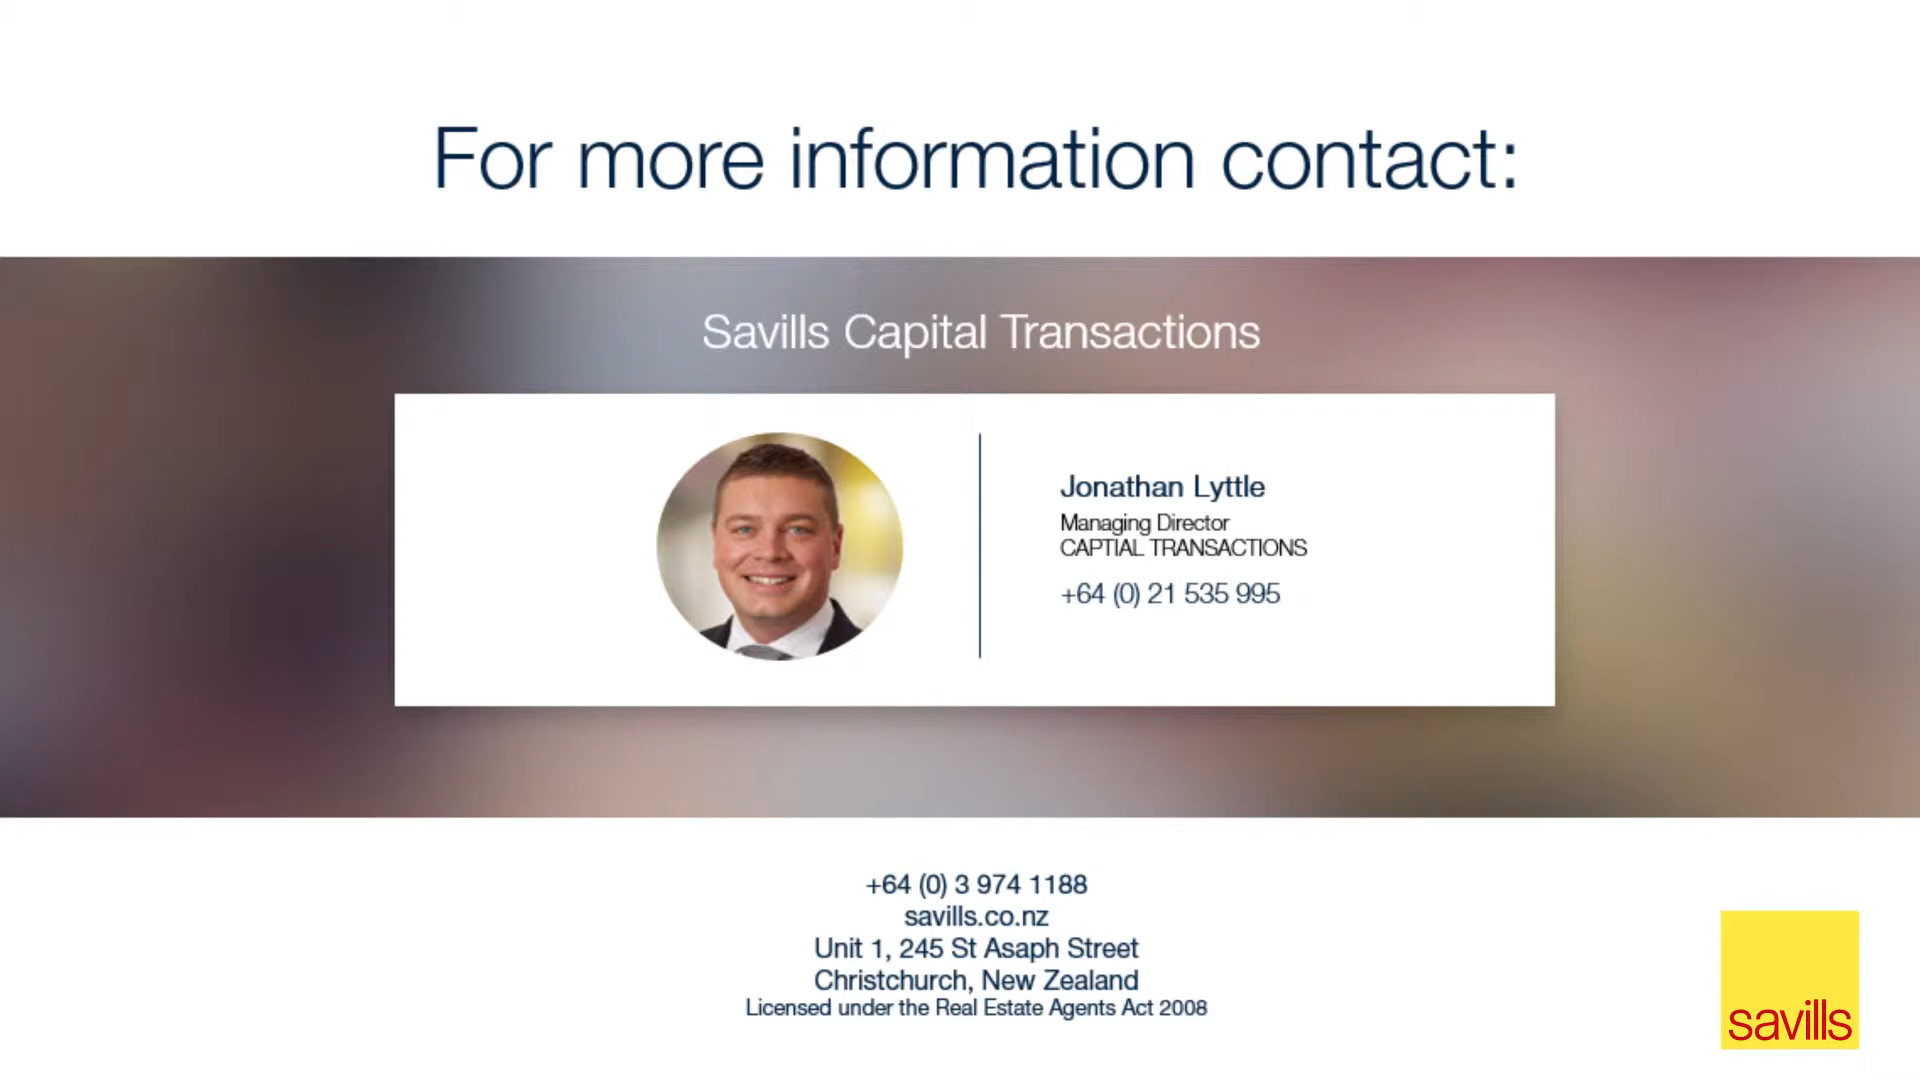 For more information contact:
Savills Capital Transactions
Jonathan Lyttle
Managing Director
CAPTIAL TRANSACTIONS
+64 (0) 21 535 995
+64 (0) 3 974 1188
savills.co.nz
Unit 1, 245 St Asaph Street
Christchurch, New Zealand
Licensed under the Real Estate Agents Act 2008
savills